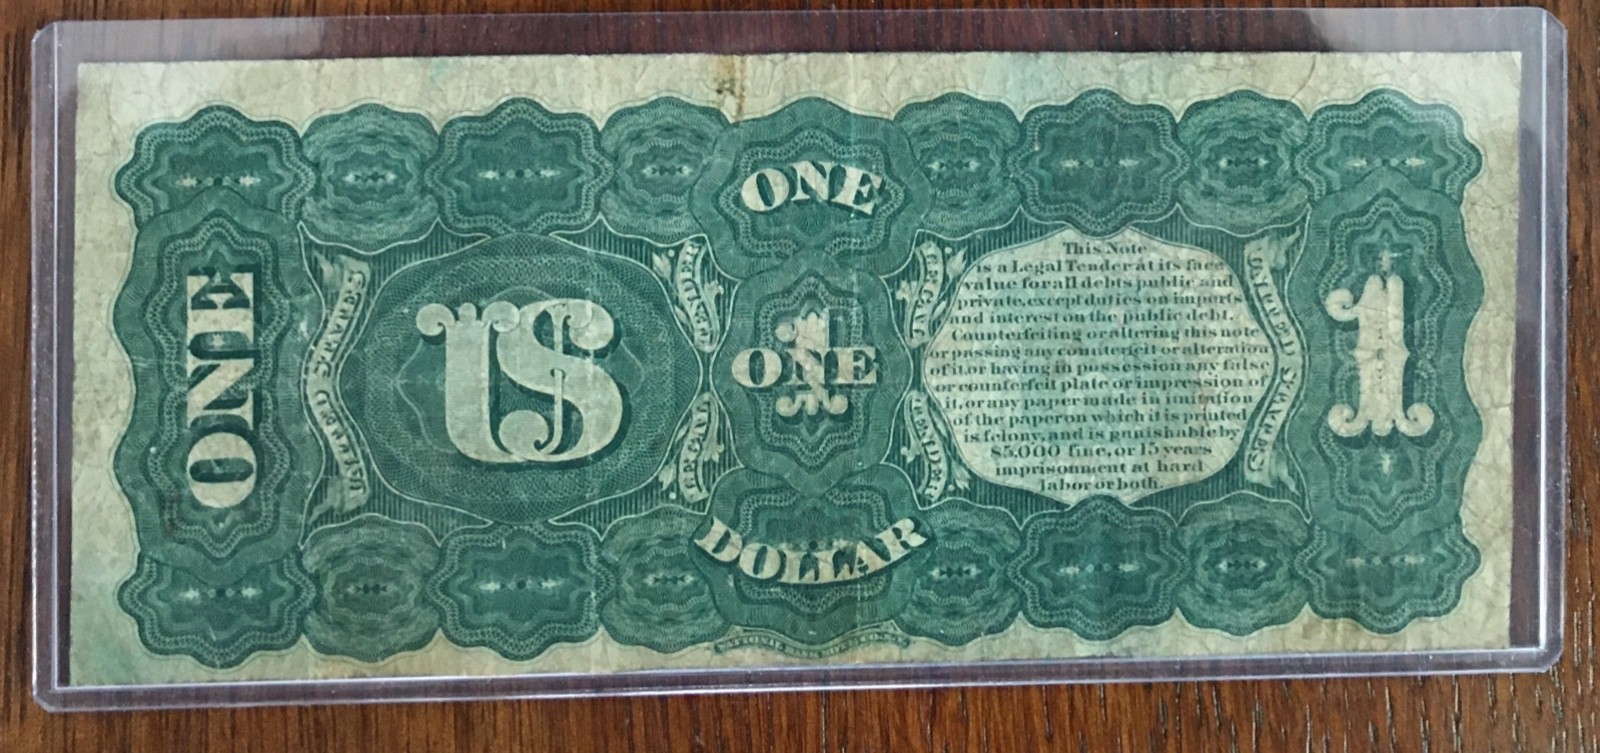 ONE
ONE
UNITED STATES
US
ONE
1
LEGAL
TENDER
This Note
is a Legal Tender at its face
value for all debts public and
private, except duties on imports
and interest on the public debt.
Counterfeiting or altering this note
or passing any counterfeit or alteration
of it, or having in possession any false
or counterfeit plate or impression of
it, or any paper made in imitation
of the paper on which it is printed
is felony, and is punishable by
$5,000 fine, or 15 years
imprisonment at hard
labor or both.
UNITED STATES
1
DOLLAR